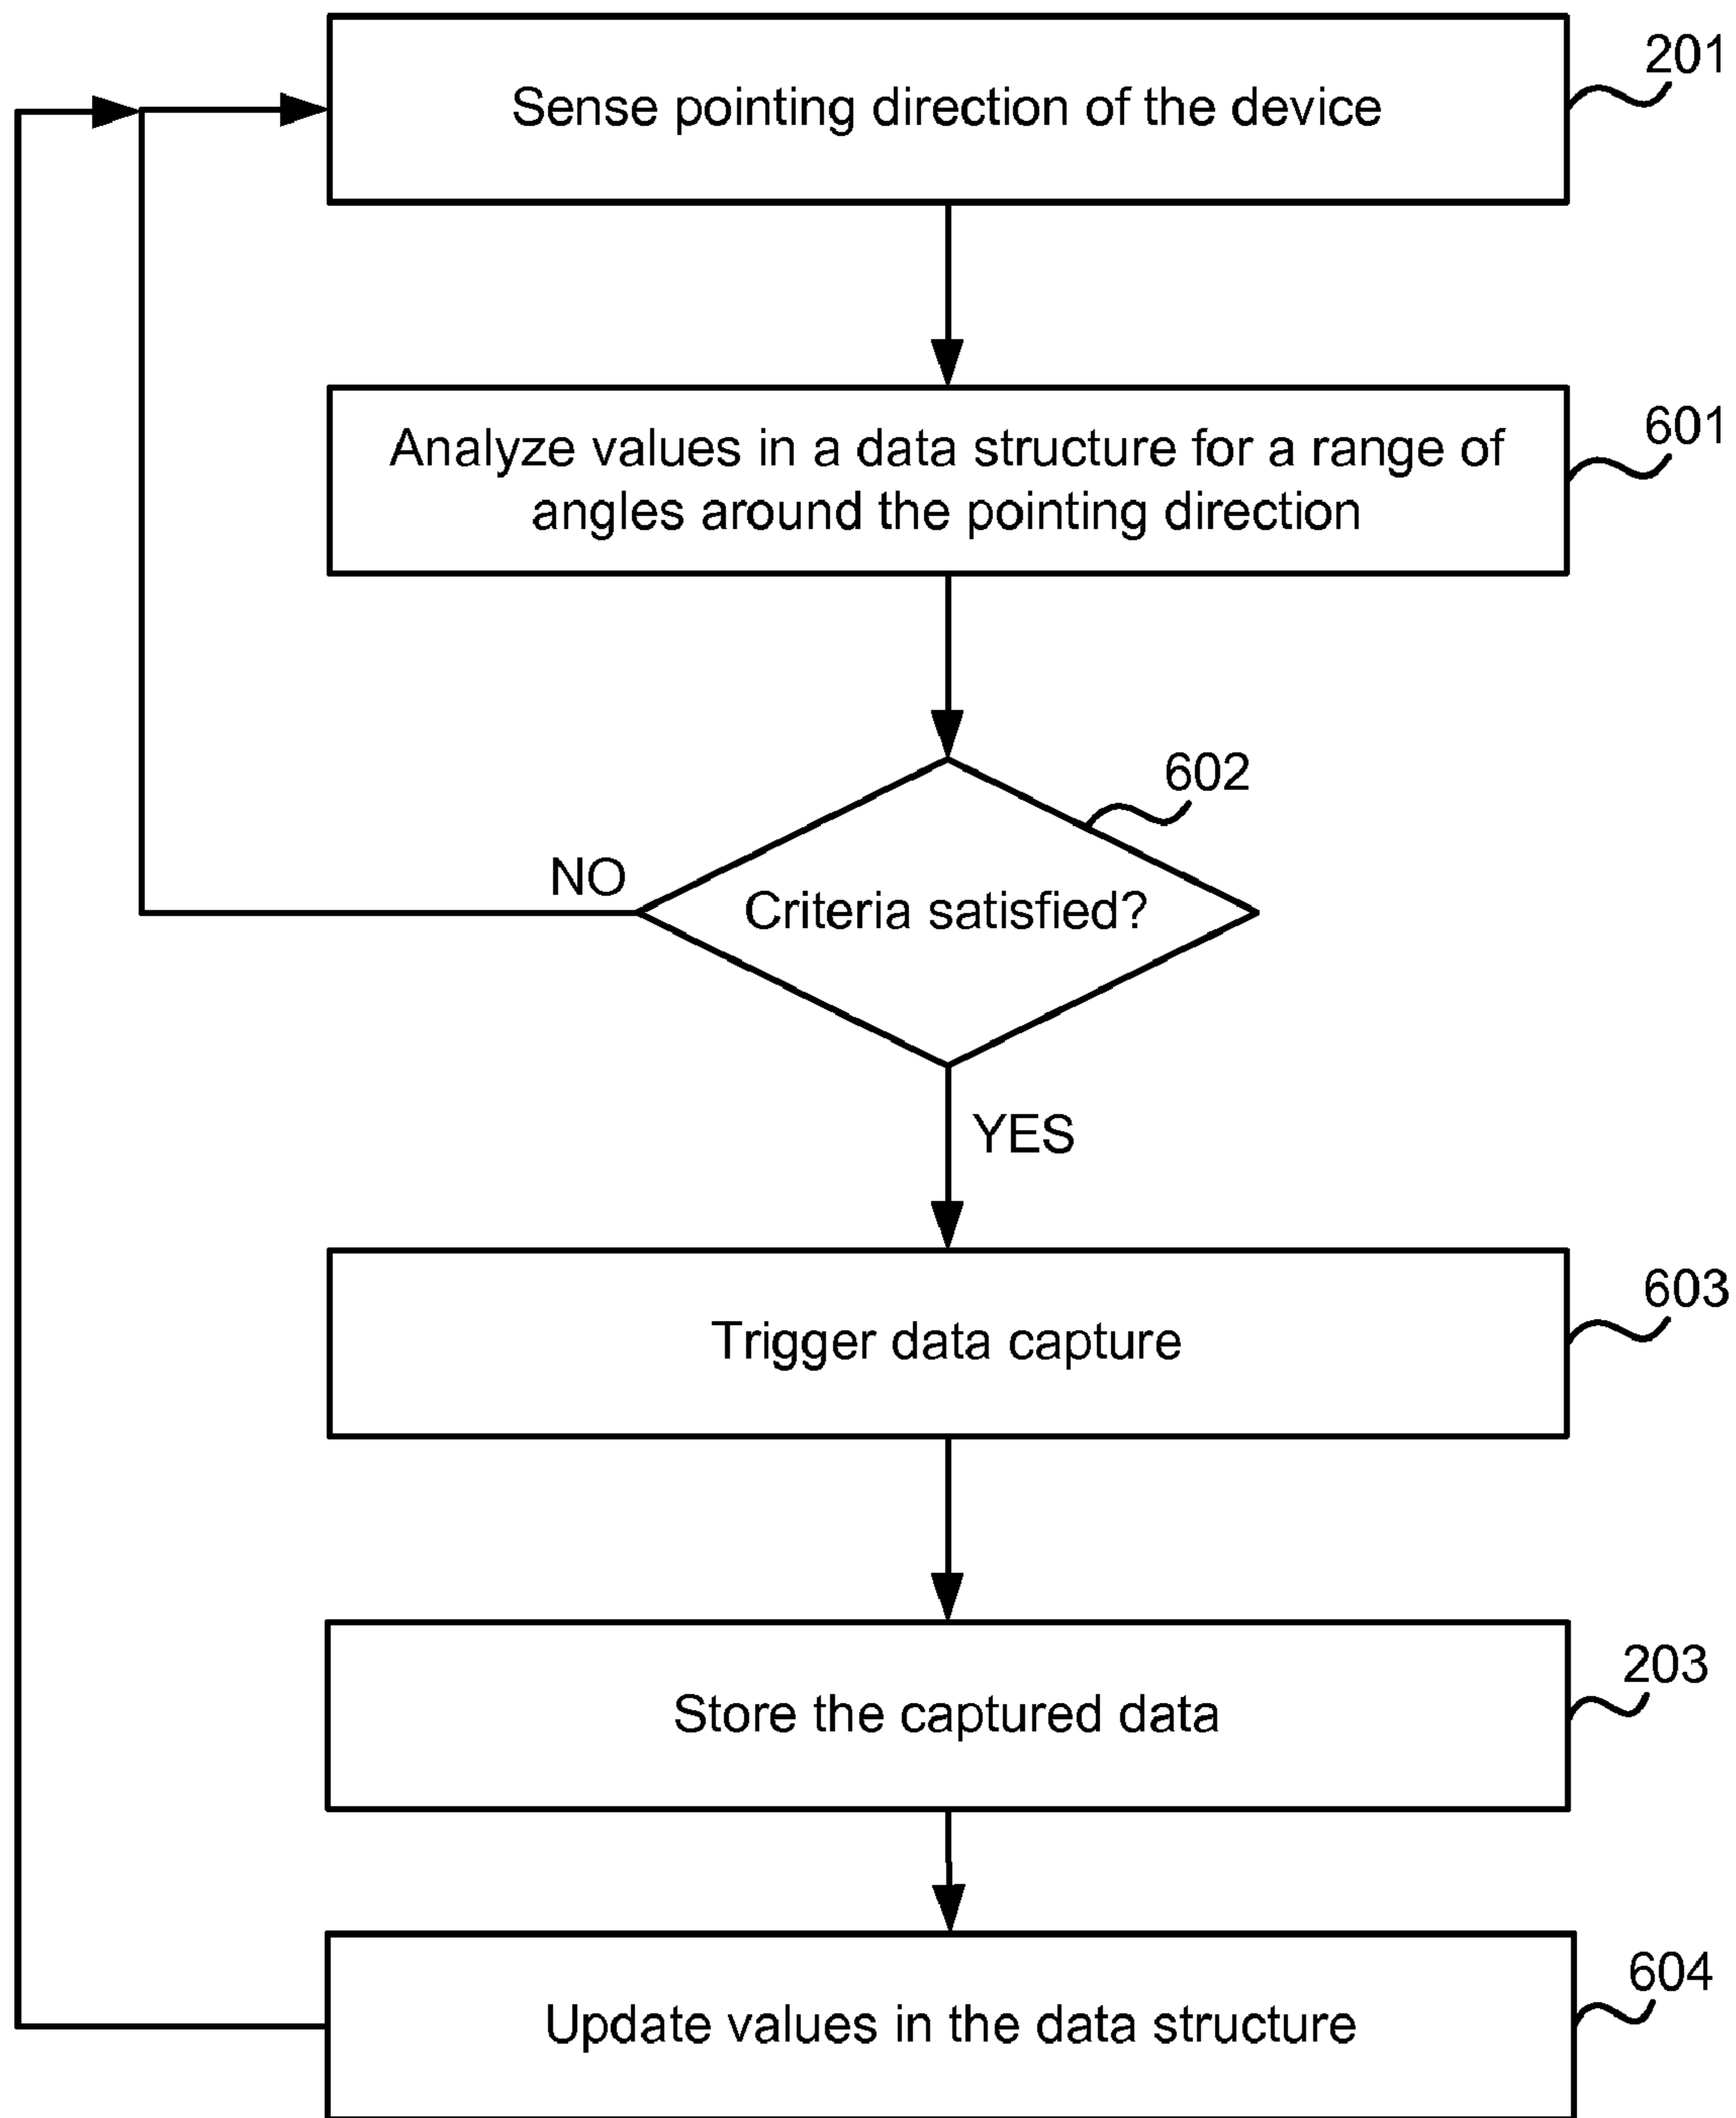 201
Sense pointing direction of the device
601
Analyze values in a data structure for a range of
angles around the pointing direction
602
NO
Criteria satisfied?
YES
603
Trigger data capture
203
Store the captured data
604
Update values in the data structure